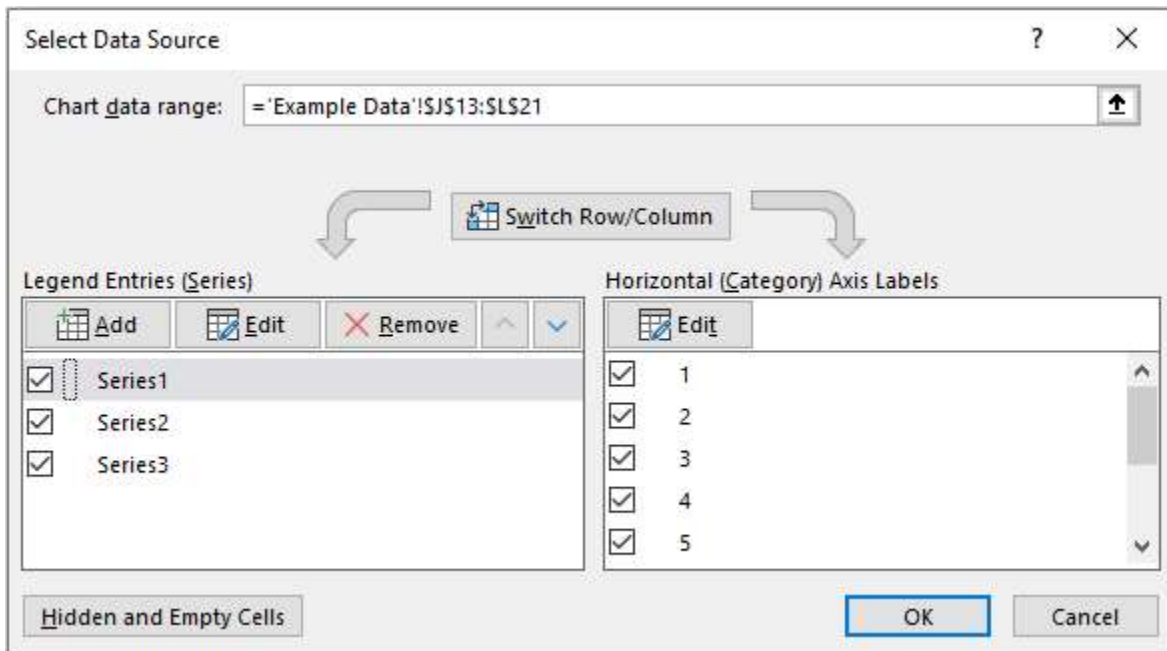 Select Data Source ?
Chart data range: ='Example Data'!$J$13:$L$21
Switch Row/Column
Legend Entries (Series)
Add Edit Remove
Series1
Series2
Series3
Horizontal (Category) Axis Labels
Edit
1
2
3
4
5
Hidden and Empty Cells
OK Cancel